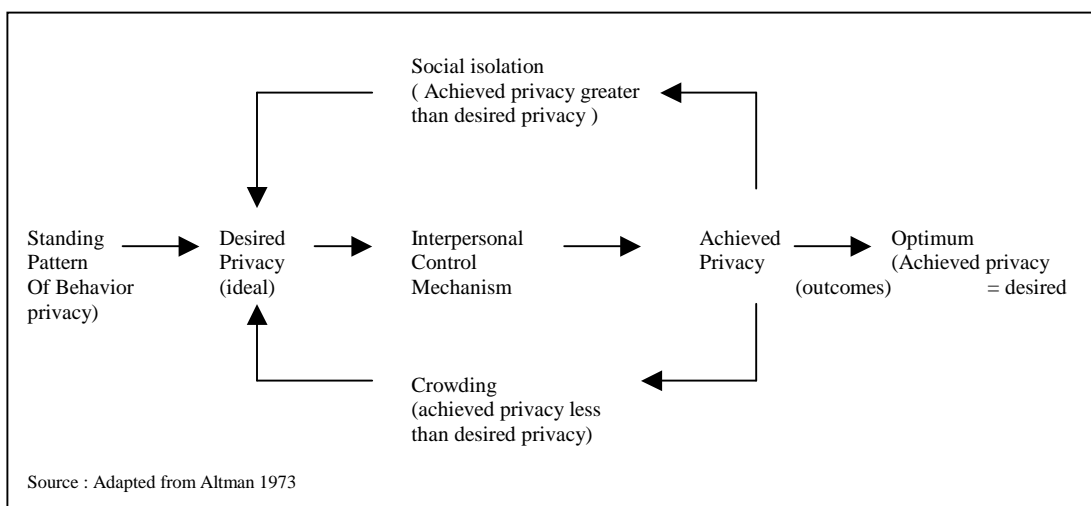 Social isolation
( Achieved privacy greater
than desired privacy )
Standing
Pattern
Of Behavior
privacy)
Desired
Privacy
(ideal)
Interpersonal
Control
Mechanism
Achieved
Privacy
(outcomes)
Optimum
(Achieved privacy
= desired
Crowding
(achieved privacy less
than desired privacy)
Source : Adapted from Altman 1973